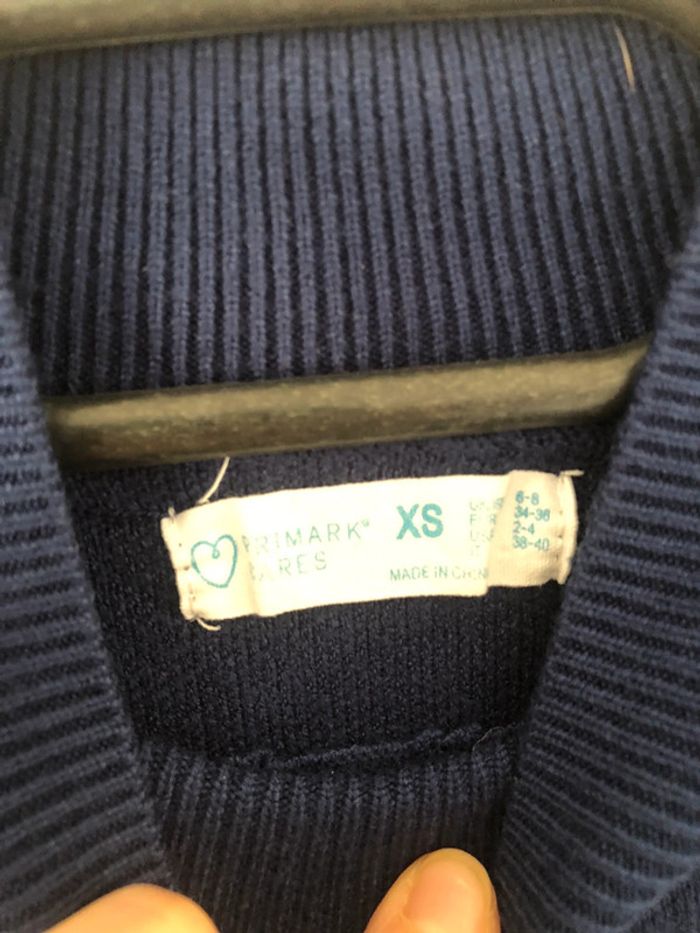 PRIMARK®
CARES
XS
6-8
34-36
2-4
38-40
MADE IN CHINA